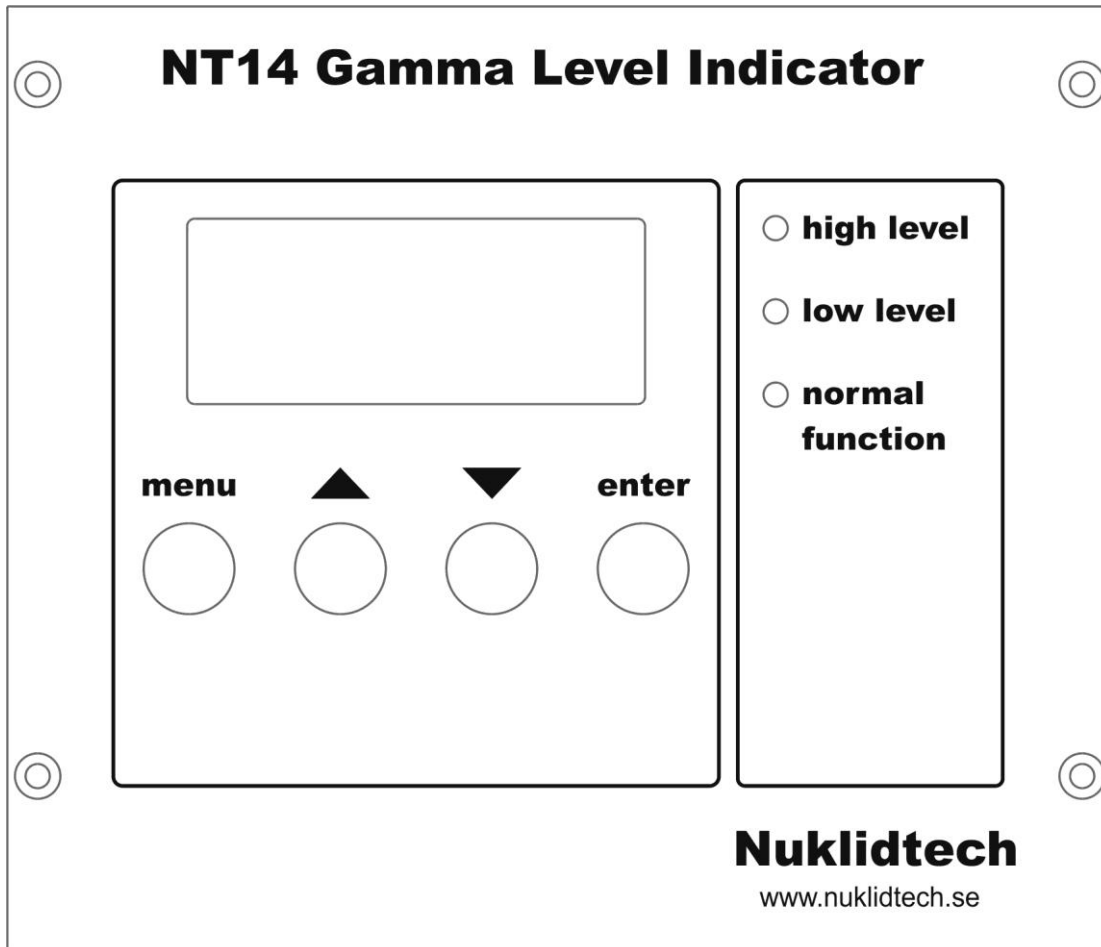 NT14 Gamma Level Indicator
high level
low level
normal
function
menu
enter
Nuklidtech
www.nuklidtech.se